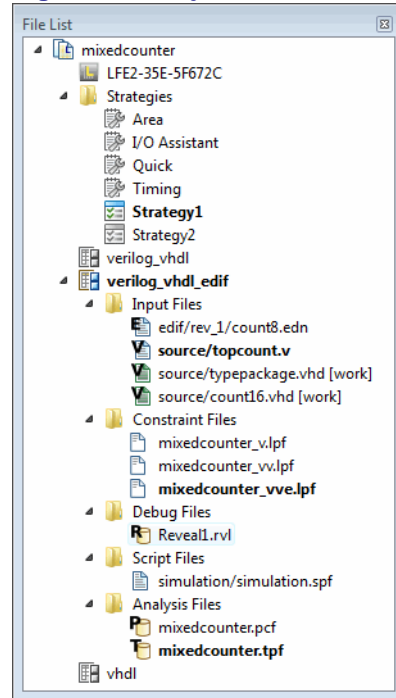 File List
mixedcounter
LFE2-35E-5F672C
Strategies
Area
I/O Assistant
Quick
Timing
Strategy1
Strategy2
verilog_vhdl
verilog_vhdl_edif
Input Files
edif/rev_1/count8.edn
source/topcount.v
source/typepackage.vhd [work]
source/count16.vhd [work]
Constraint Files
mixedcounter_v.lpf
mixedcounter_vv.lpf
mixedcounter_vve.lpf
Debug Files
Reveal1.rvl
Script Files
simulation/simulation.spf
Analysis Files
mixedcounter.pcf
mixedcounter.tpf
vhdl